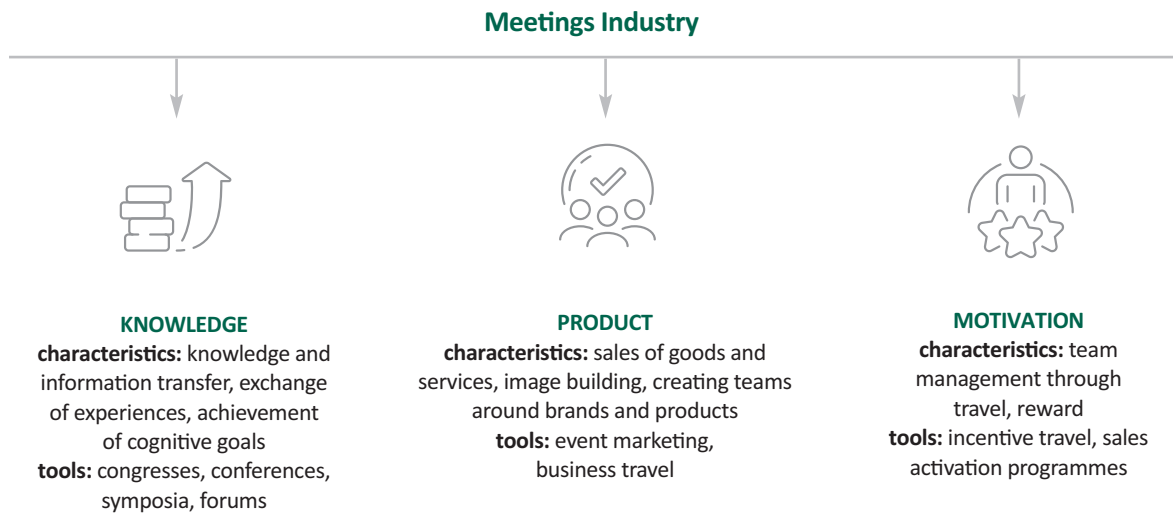 Meetings Industry
KNOWLEDGE
characteristics: knowledge and
information transfer, exchange
of experiences, achievement
of cognitive goals
tools: congresses, conferences,
symposia, forums
PRODUCT
characteristics: sales of goods and
services, image building, creating teams
around brands and products
tools: event marketing,
business travel
MOTIVATION
characteristics: team
management through
travel, reward
tools: incentive travel, sales
activation programmes